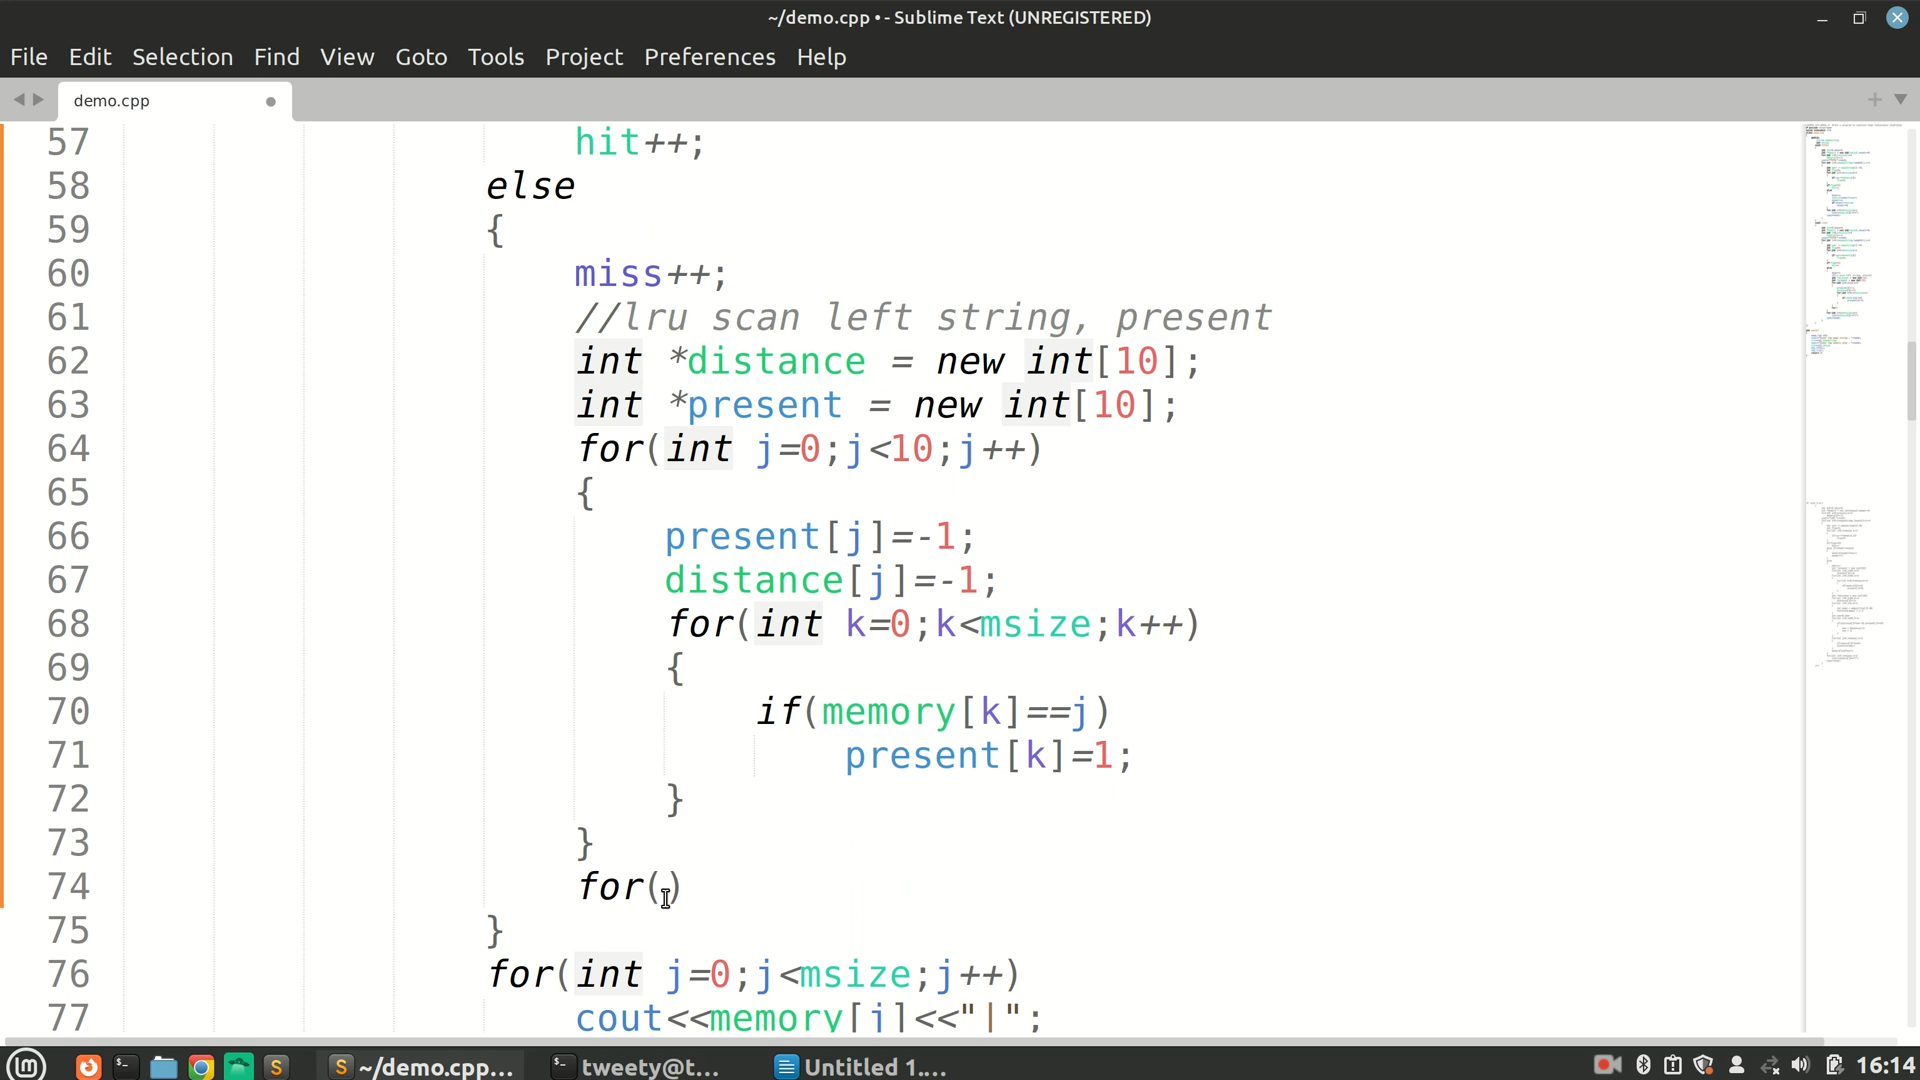 ~/demo.cpp • - Sublime Text (UNREGISTERED)
File Edit Selection Find View Goto Tools Project Preferences Help
demo.cpp
57 hit++;
58 else
59 {
60 miss++;
61 //lru scan left string, present
62 int *distance = new int[10];
63 int *present = new int[10];
64 for(int j=0;j<10;j++)
65 {
66 present[j]=-1;
67 distance[j]=-1;
68 for(int k=0;k<msize;k++)
69 {
70 if(memory[k]==j)
71 present[k]=1;
72 }
73 }
74 for()
75 }
76 for(int j=0;j<msize;j++)
77 cout<<memory[j]<<"|";
~/demo.cpp... tweety@t... Untitled 1.... 16:14